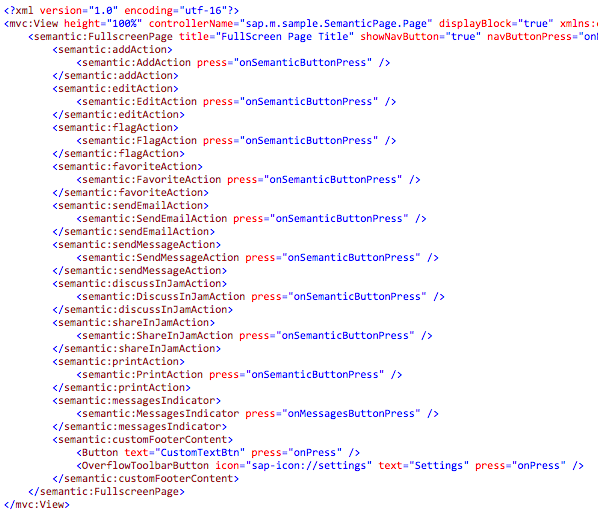 <?xml version="1.0" encoding="utf-16"?>
<mvc:View height="100%" controllerName="sap.m.sample.SemanticPage.Page" displayBlock="true" xmlns:
<semantic:FullscreenPage title="FullScreen Page Title" showNavButton="true" navButtonPress="on
<semantic:addAction>
<semantic:AddAction press="onSemanticButtonPress" />
</semantic:addAction>
<semantic:editAction>
<semantic:EditAction press="onSemanticButtonPress" />
</semantic:editAction>
<semantic:flagAction>
<semantic:FlagAction press="onSemanticButtonPress" />
</semantic:flagAction>
<semantic:favoriteAction>
<semantic:FavoriteAction press="onSemanticButtonPress" />
</semantic:favoriteAction>
<semantic:sendEmailAction>
<semantic:SendEmailAction press="onSemanticButtonPress" />
</semantic:sendEmailAction>
<semantic:sendMessageAction>
<semantic:SendMessageAction press="onSemanticButtonPress" />
</semantic:sendMessageAction>
<semantic:discussInJamAction>
<semantic:DiscussInJamAction press="onSemanticButtonPress" />
</semantic:discussInJamAction>
<semantic:shareInJamAction>
<semantic:ShareInJamAction press="onSemanticButtonPress" />
</semantic:shareInJamAction>
<semantic:printAction>
<semantic:PrintAction press="onSemanticButtonPress" />
</semantic:printAction>
<semantic:messagesIndicator>
<semantic:MessagesIndicator press="onMessagesButtonPress" />
</semantic:messagesIndicator>
<semantic:customFooterContent>
<Button text="CustomTextBtn" press="onPress" />
<OverflowToolbarButton icon="sap-icon://settings" text="Settings" press="onPress" />
</semantic:customFooterContent>
</semantic:FullscreenPage>
</mvc:View>